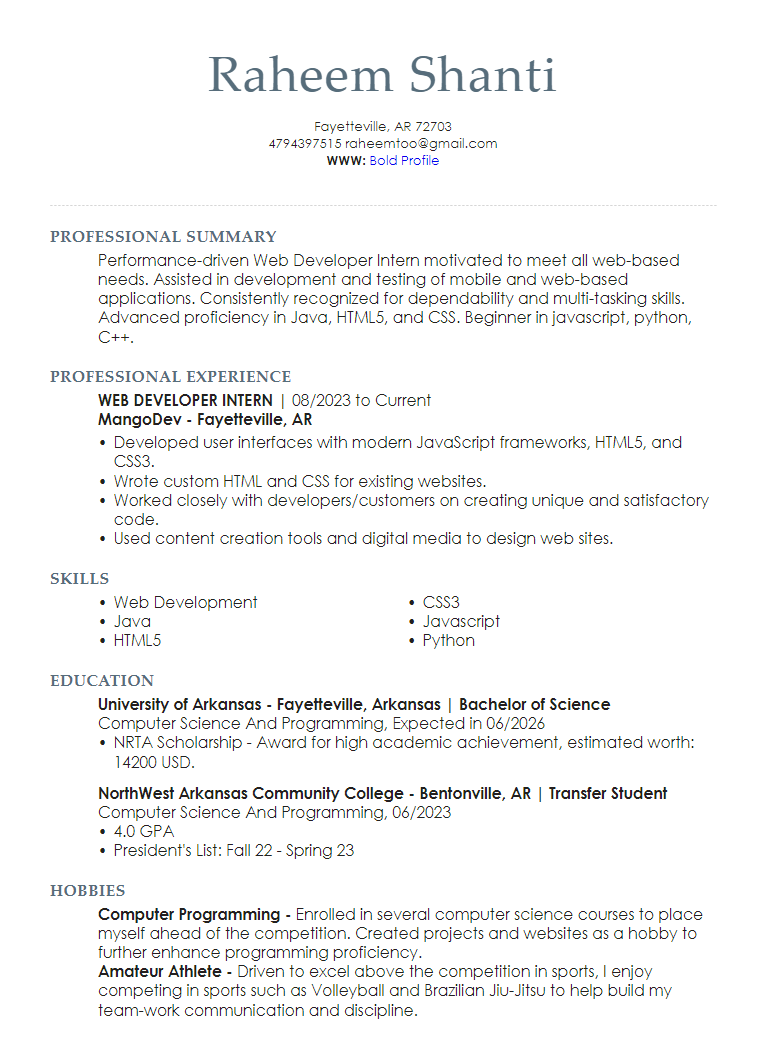 Raheem Shanti
Fayetteville, AR 72703
4794397515 raheemtoo@gmail.com
WWW: Bold Profile
PROFESSIONAL SUMMARY
Performance-driven Web Developer Intern motivated to meet all web-based
needs. Assisted in development and testing of mobile and web-based
applications. Consistently recognized for dependability and multi-tasking skills.
Advanced proficiency in Java, HTML5, and CSS. Beginner in javascript, python,
C++.
PROFESSIONAL EXPERIENCE
WEB DEVELOPER INTERN | 08/2023 to Current
MangoDev - Fayetteville, AR
• Developed user interfaces with modern JavaScript frameworks, HTML5, and
CSS3.
• Wrote custom HTML and CSS for existing websites.
• Worked closely with developers/customers on creating unique and satisfactory
code.
• Used content creation tools and digital media to design web sites.
SKILLS
• Web Development
• Java
• HTML5
• CSS3
• Javascript
• Python
EDUCATION
University of Arkansas - Fayetteville, Arkansas | Bachelor of Science
Computer Science And Programming, Expected in 06/2026
• NRTA Scholarship - Award for high academic achievement, estimated worth:
14200 USD.
NorthWest Arkansas Community College - Bentonville, AR | Transfer Student
Computer Science And Programming, 06/2023
• 4.0 GPA
• President's List: Fall 22 - Spring 23
HOBBIES
Computer Programming - Enrolled in several computer science courses to place
myself ahead of the competition. Created projects and websites as a hobby to
further enhance programming proficiency.
Amateur Athlete - Driven to excel above the competition in sports, I enjoy
competing in sports such as Volleyball and Brazilian Jiu-Jitsu to help build my
team-work communication and discipline.